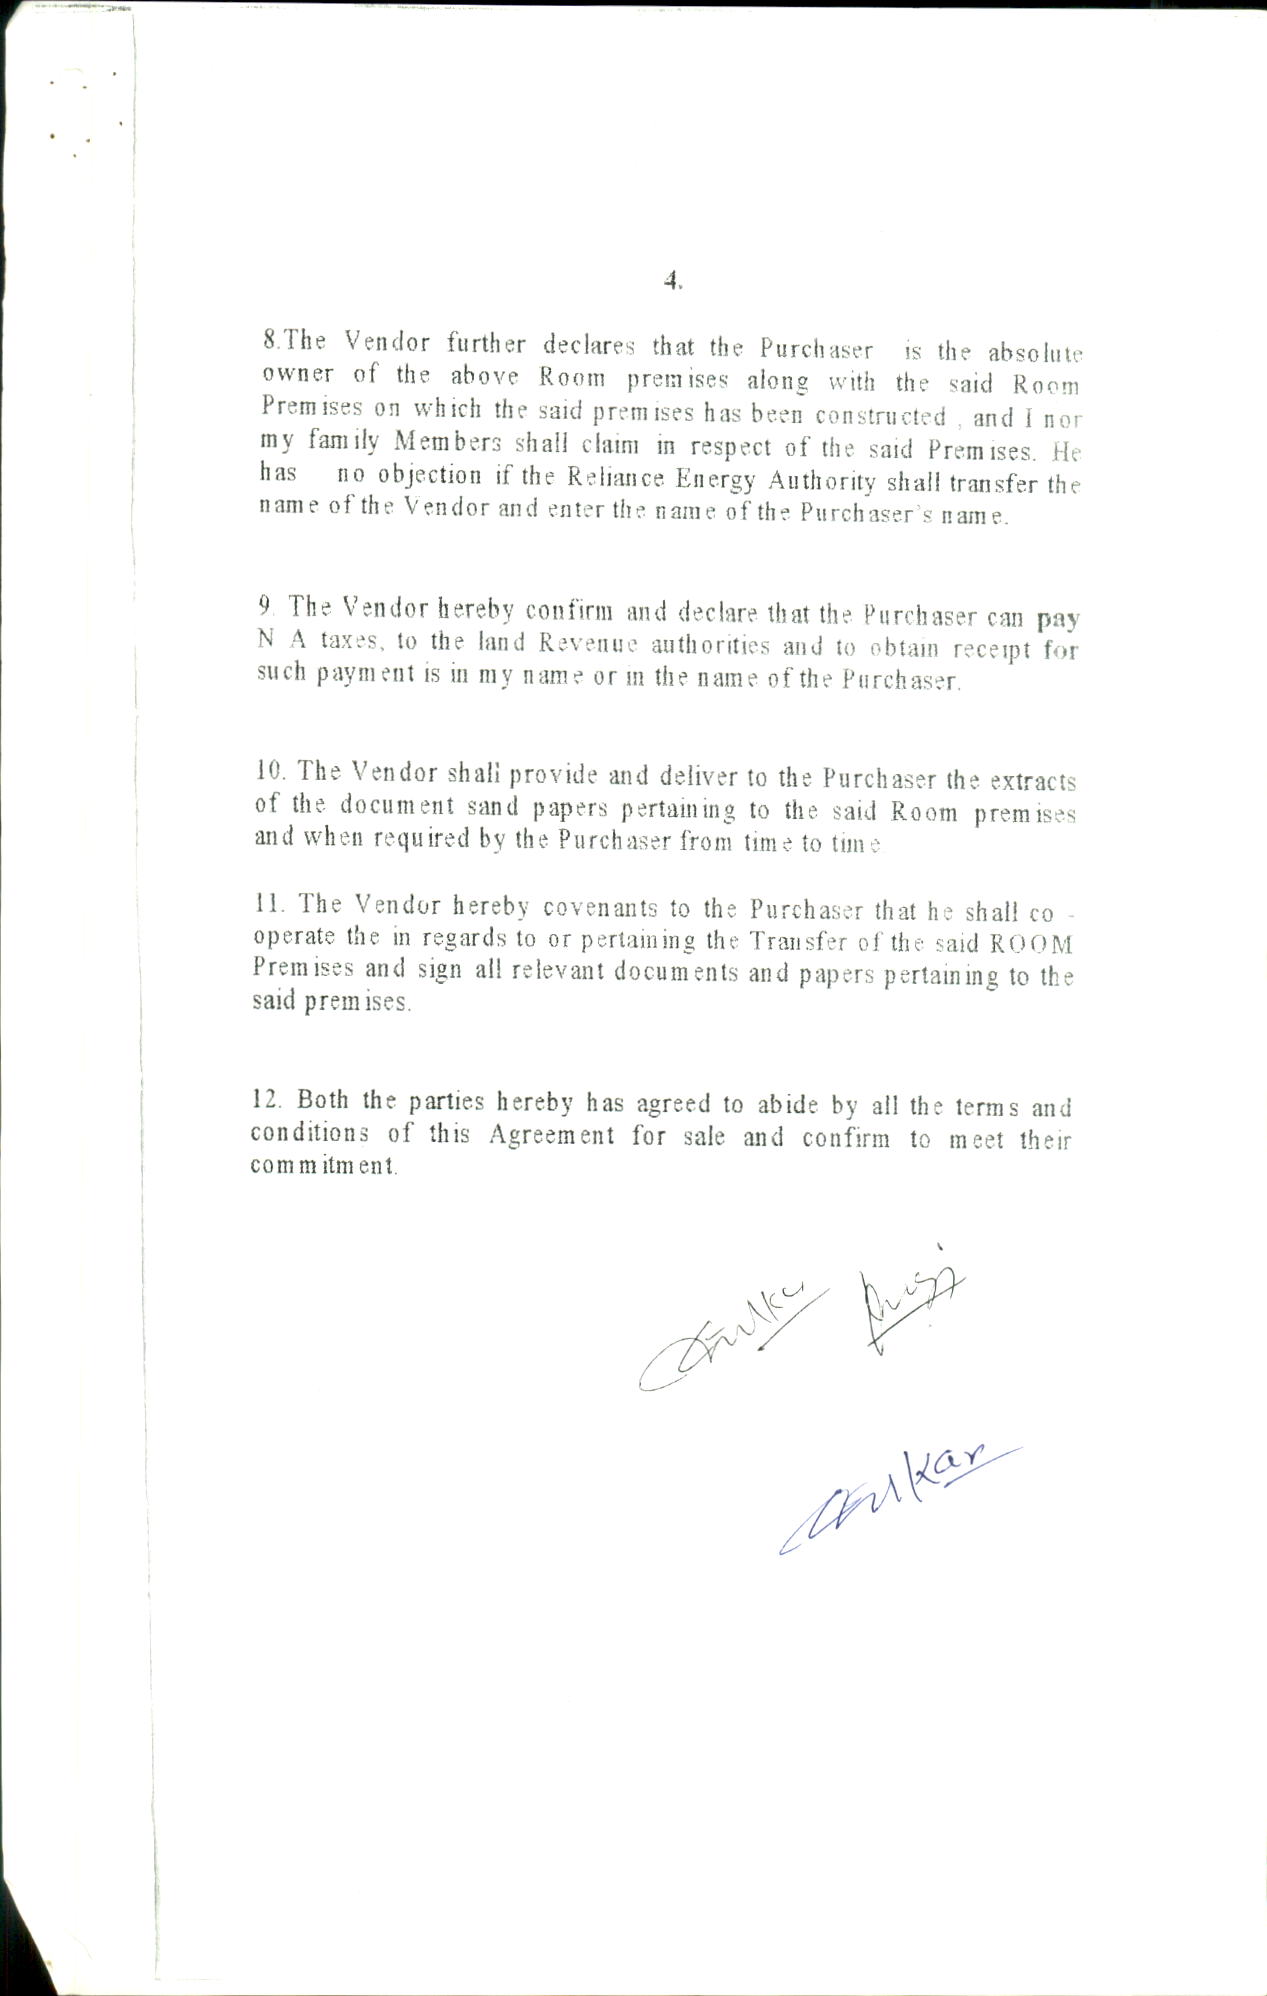 4.
8.The Vendor further declares that the Purchaser is the absolute
owner of the above Room premises along with the said Room
Premises on which the said premises has been constructed , and I nor
my family Members shall claim in respect of the said Premises. He
has no objection if the Reliance Energy Authority shall transfer the
name of the Vendor and enter the name of the Purchaser's name.
9. The Vendor hereby confirm and declare that the Purchaser can pay
N A taxes, to the land Revenue authorities and to obtain receipt for
such payment is in my name or in the name of the Purchaser.
10. The Vendor shall provide and deliver to the Purchaser the extracts
of the document sand papers pertaining to the said Room premises
and when required by the Purchaser from time to time
11. The Vendor hereby covenants to the Purchaser that he shall co -
operate the in regards to or pertaining the Transfer of the said ROOM
Premises and sign all relevant documents and papers pertaining to the
said premises.
12. Both the parties hereby has agreed to abide by all the terms and
conditions of this Agreement for sale and confirm to meet their
commitment.